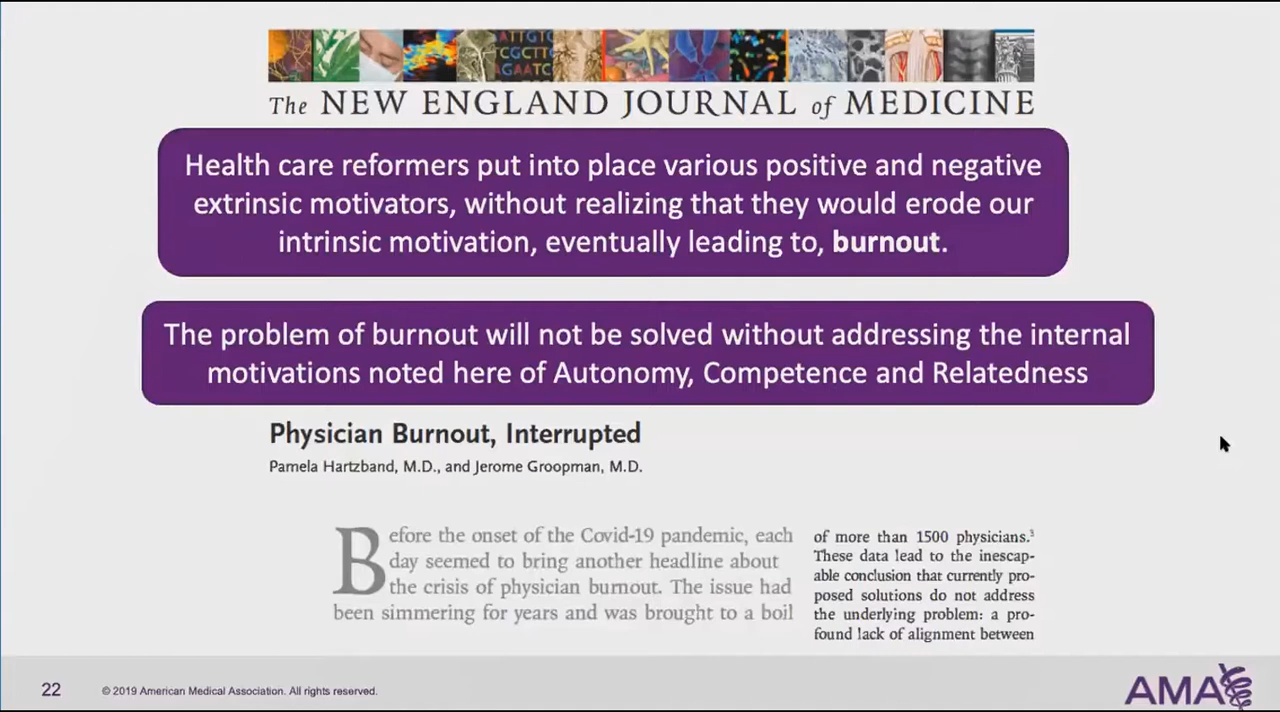 ATTGTC
TCGCTT
AGAATC
The NEW ENGLAND JOURNAL of MEDICINE
Health care reformers put into place various positive and negative
extrinsic motivators, without realizing that they would erode our
intrinsic motivation, eventually leading to, burnout.
The problem of burnout will not be solved without addressing the internal
motivations noted here of Autonomy, Competence and Relatedness
Physician Burnout, Interrupted
Pamela Hartzband, M.D., and Jerome Groopman, M.D.
Before the onset of the Covid-19 pandemic, each
day seemed to bring another headline about
the crisis of physician burnout. The issue had
been simmering for years and was brought to a boil
of more than 1500 physicians.³
These data lead to the inescap-
able conclusion that currently pro-
posed solutions do not address
the underlying problem: a pro-
found lack of alignment between
22
© 2019 American Medical Association. All rights reserved.
AMA